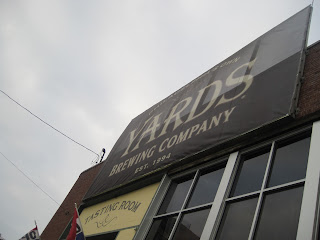 YARDS
BREWING COMPANY
EST. 1994
TASTING ROOM